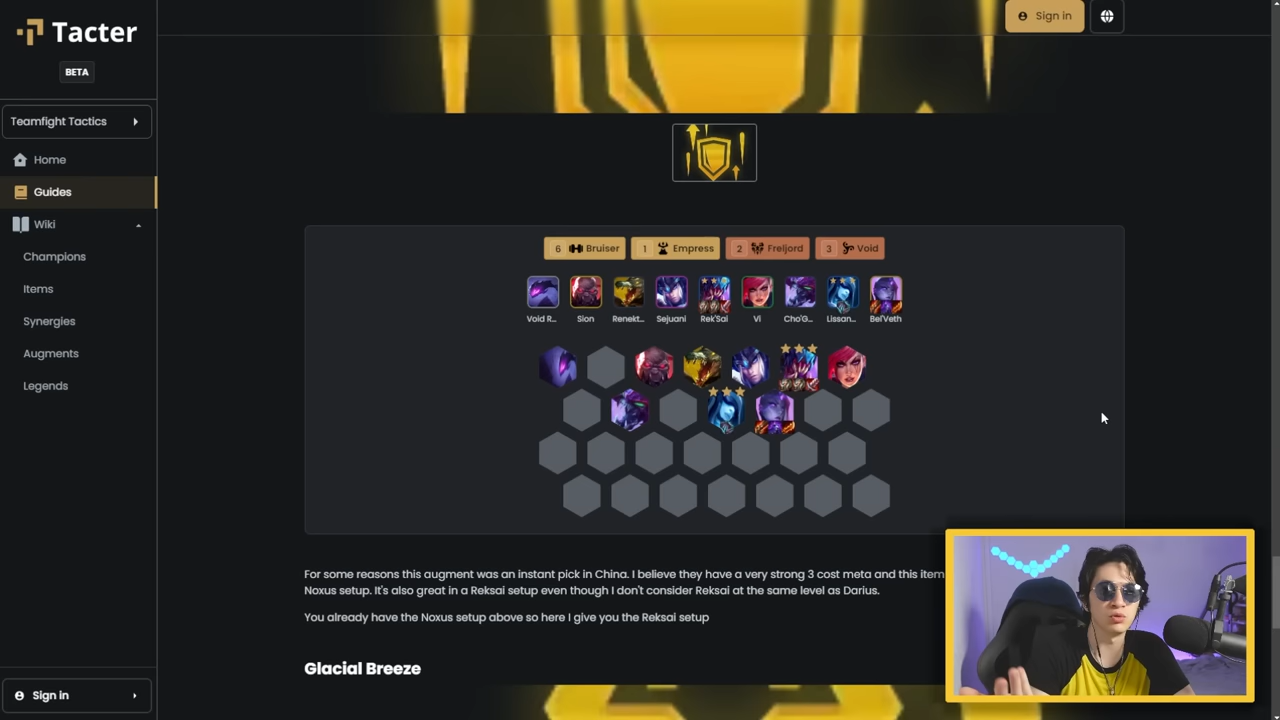 Tacter
BETA
Sign in
Teamfight Tactics
Home
Guides
Wiki
Champions
Items
Synergies
Augments
Legends
Sign in
6 Bruiser 1 Empress 2 Freljord 3 Void
Void R... Sion Renekt... Sejuani Rek'Sai Vi Cho'G... Lissan... Bel'Veth
For some reasons this augment was an instant pick in China. I believe they have a very strong 3 cost meta and this item
Noxus setup. It's also great in a Reksai setup even though I don't consider Reksai at the same level as Darius.
You already have the Noxus setup above so here I give you the Reksai setup
Glacial Breeze